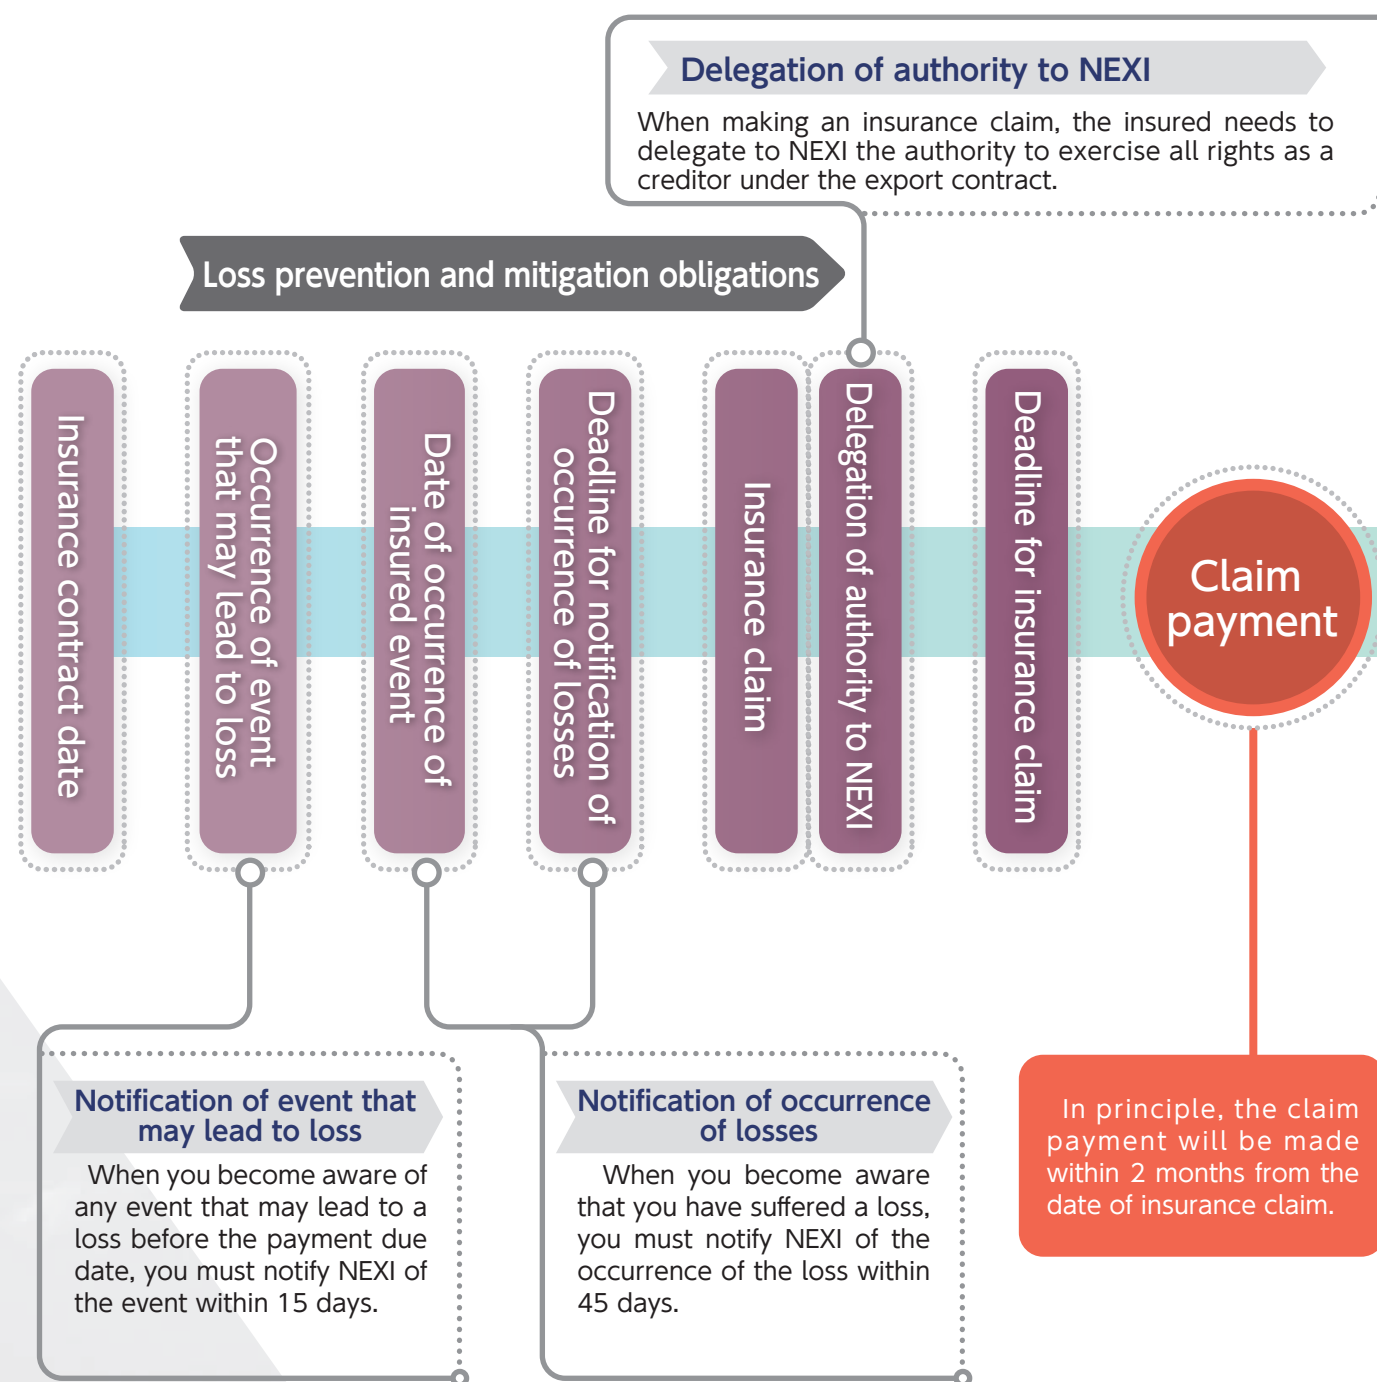 Delegation of authority to NEXI
When making an insurance claim, the insured needs to
delegate to NEXI the authority to exercise all rights as a
creditor under the export contract.
Loss prevention and mitigation obligations
Insurance contract date
Occurrence of event
that may lead to loss
Date of occurrence of
insured event
Deadline for notification of
occurrence of losses
Insurance claim
Delegation of authority to NEXI
Deadline for insurance claim
Claim
payment
Notification of event that
may lead to loss
When you become aware of
any event that may lead to a
loss before the payment due
date, you must notify NEXI of
the event within 15 days.
Notification of occurrence
of losses
When you become aware
that you have suffered a loss,
you must notify NEXI of the
occurrence of the loss within
45 days.
In principle, the claim
payment will be made
within 2 months from the
date of insurance claim.